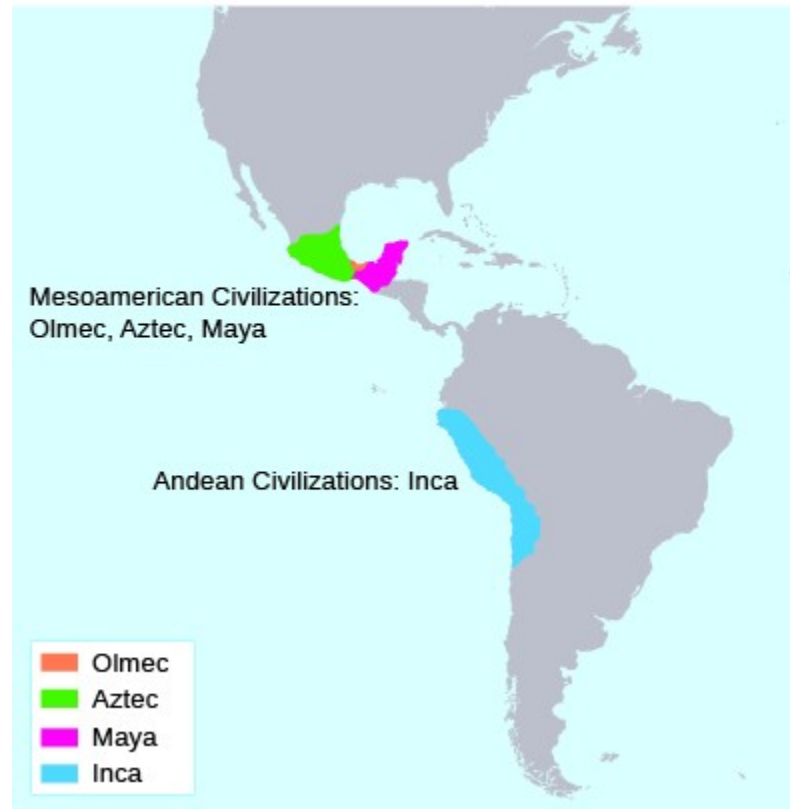 Mesoamerican Civilizations:
Olmec, Aztec, Maya
Andean Civilizations: Inca
Olmec
Aztec
Maya
Inca